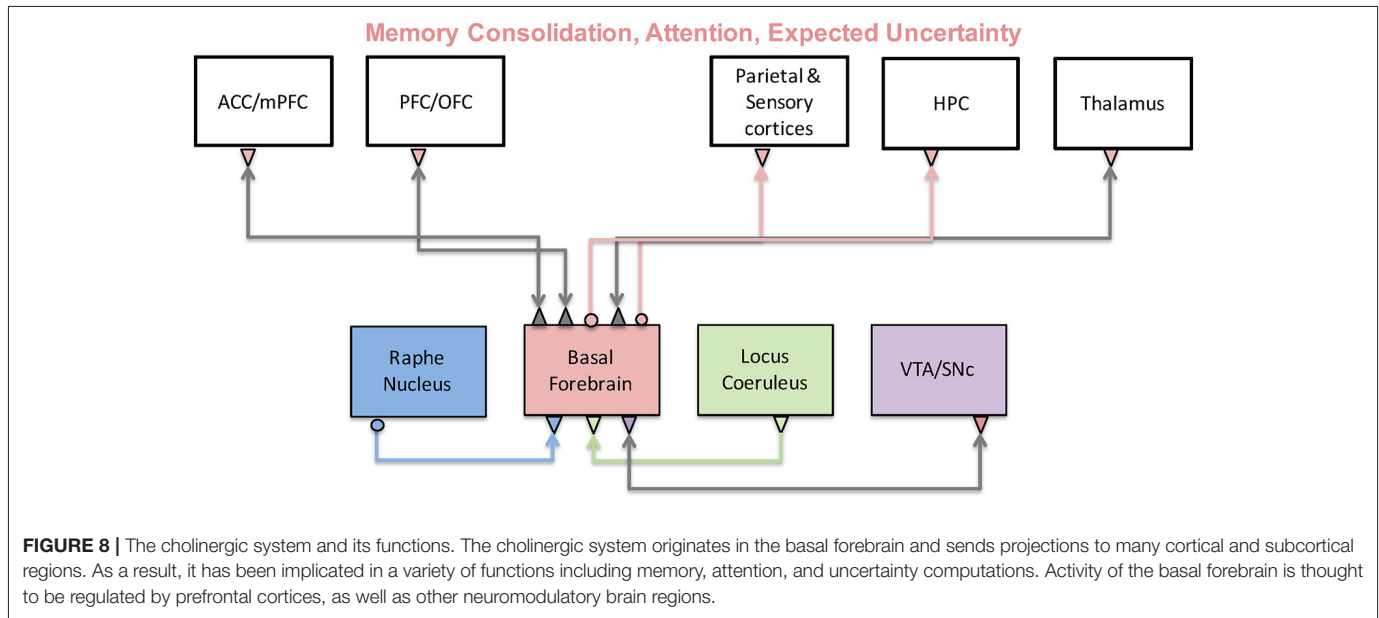 Memory Consolidation, Attention, Expected Uncertainty
ACC/mPFC
PFC/OFC
Parietal &
Sensory
cortices
HPC
Thalamus
Raphe
Nucleus
Basal
Forebrain
Locus
Coeruleus
VTA/SNc
FIGURE 8 | The cholinergic system and its functions. The cholinergic system originates in the basal forebrain and sends projections to many cortical and subcortical
regions. As a result, it has been implicated in a variety of functions including memory, attention, and uncertainty computations. Activity of the basal forebrain is thought
to be regulated by prefrontal cortices, as well as other neuromodulatory brain regions.